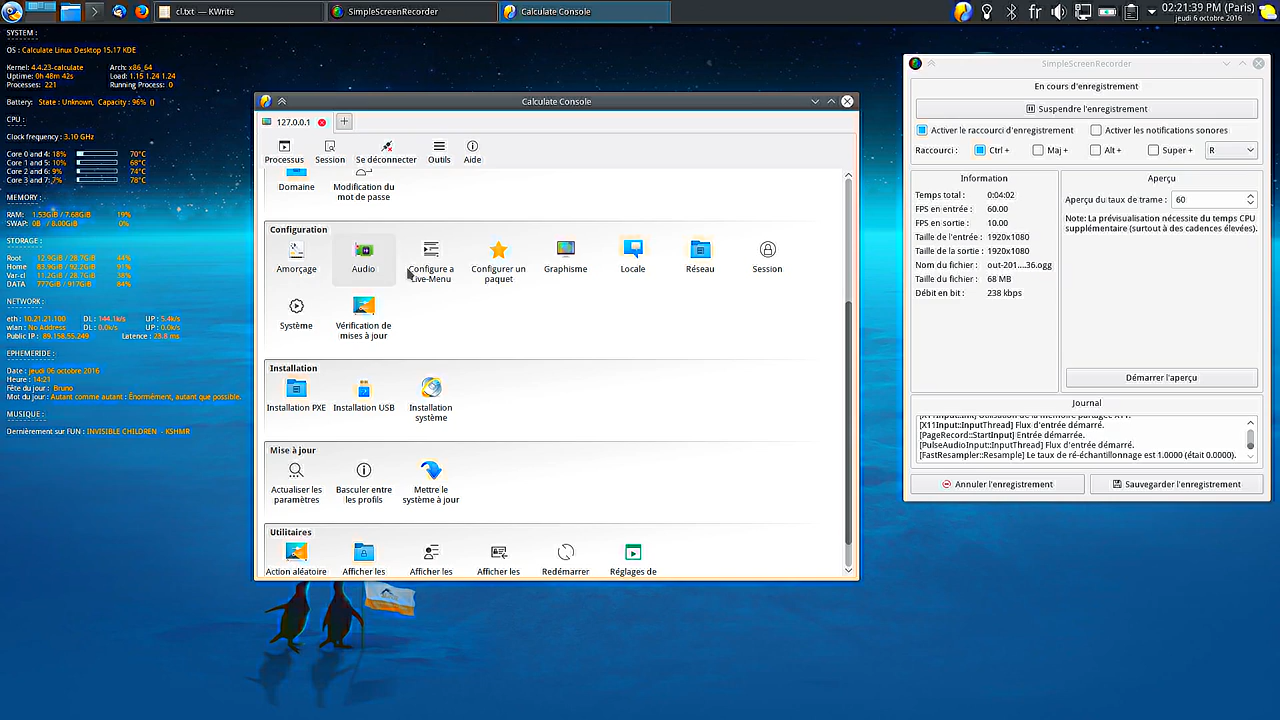 cl.txt — KWrite
SimpleScreenRecorder
Calculate Console
fr
02:21:39 PM (Paris)
jeudi 6 octobre 2016
SYSTEM :
OS : Calculate Linux Desktop 15.17 KDE
Kernel: 4.4.23-calculate Arch: x86_64
Uptime: 0h 48m 42s Load: 1.15 1.24 1.24
Processes: 221 Running Process: 0
Battery: State : Unknown, Capacity : 96% ()
CPU :
Clock frequency : 3.10 GHz
Core 0 and 4: 18% 70°C
Core 1 and 5: 10% 68°C
Core 2 and 6: 9% 74°C
Core 3 and 7: 7% 78°C
MEMORY :
RAM: 1.53GiB / 7.68GiB 19%
SWAP: 0B / 8.00GiB 0%
STORAGE :
Root 12.9GiB / 28.7GiB 44%
Home 83.9GiB / 92.2GiB 91%
Var-cl 11.2GiB / 28.7GiB 38%
DATA 777GiB / 917GiB 84%
NETWORK :
eth : 10.21.21.100 DL : 144.1k/s UP : 5.4k/s
wlan : No Address DL : 0.0k/s UP : 0.0k/s
Public IP : 89.158.55.249 Latence : 23.8 ms
EPHEMERIDE :
Date : jeudi 06 octobre 2016
Heure : 14:21
Fête du jour : Bruno
Mot du jour : Autant comme autant : Enormément, autant que possible.
MUSIQUE :
Dernièrement sur FUN : INVISIBLE CHILDREN - KSHMR
Calculate Console
127.0.0.1
Processus Session Se déconnecter Outils Aide
Domaine Modification du
mot de passe
Configuration
Amorçage Audio Configure a Configurer un Graphisme Locale Réseau Session
Live-Menu paquet
Système Vérification de
mises à jour
Installation
Installation PXE Installation USB Installation
système
Mise à jour
Actualiser les Basculer entre Mettre le
paramètres les profils système à jour
Utilitaires
Action aléatoire Afficher les Afficher les Afficher les Redémarrer Réglages de
SimpleScreenRecorder
En cours d'enregistrement
Suspendre l'enregistrement
Activer le raccourci d'enregistrement Activer les notifications sonores
Raccourci : Ctrl + Maj + Alt + Super + R
Information
Temps total : 0:04:02
FPS en entrée : 60.00
FPS en sortie : 10.00
Taille de l'entrée : 1920x1080
Taille de la sortie : 1920x1080
Nom du fichier : out-201....36.ogg
Taille du fichier : 68 MB
Débit en bit : 238 kbps
Aperçu
Aperçu du taux de trame : 60
Note: La prévisualisation nécessite du temps CPU
supplémentaire (surtout à des cadences élevées).
Démarrer l'aperçu
Journal
[X11Input::Init] Utilisation de la mémoire partagée X11.
[X11Input::InputThread] Flux d'entrée démarré.
[PageRecord::StartInput] Entrée démarrée.
[PulseAudioInput::InputThread] Flux d'entrée démarré.
[FastResampler::Resample] Le taux de ré-échantillonage est 1.0000 (était 0.0000).
Annuler l'enregistrement Sauvegarder l'enregistrement